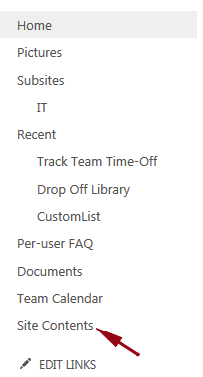 Home
Pictures
Subsites
IT
Recent
Track Team Time-Off
Drop Off Library
CustomList
Per-user FAQ
Documents
Team Calendar
Site Contents
EDIT LINKS